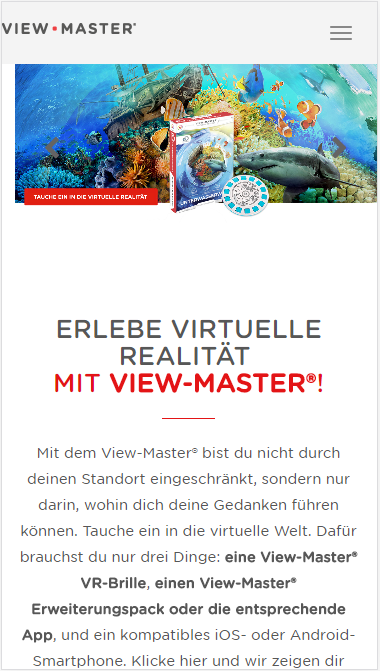 VIEW•MASTER®
VIEW•MASTER
TAUCHE EIN IN DIE VIRTUELLE REALITÄT
ERLEBE VIRTUELLE
REALITÄT
MIT VIEW-MASTER®!
Mit dem View-Master® bist du nicht durch
deinen Standort eingeschränkt, sondern nur
darin, wohin dich deine Gedanken führen
können. Tauche ein in die virtuelle Welt. Dafür
brauchst du nur drei Dinge: eine View-Master®
VR-Brille, einen View-Master®
Erweiterungspack oder die entsprechende
App, und ein kompatibles iOS- oder Android-
Smartphone. Klicke hier und wir zeigen dir